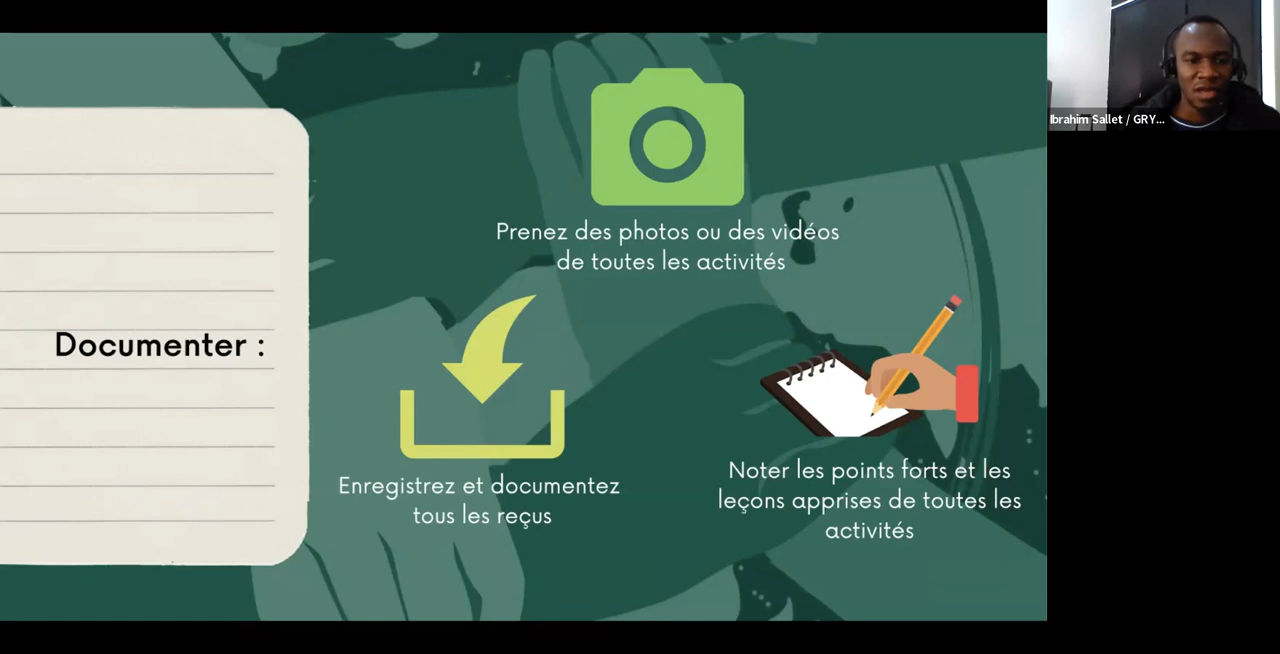 Documenter :
Prenez des photos ou des vidéos
de toutes les activités
Enregistrez et documentez
tous les reçus
Noter les points forts et les
leçons apprises de toutes les
activités
Ibrahim Sallet / GRY...